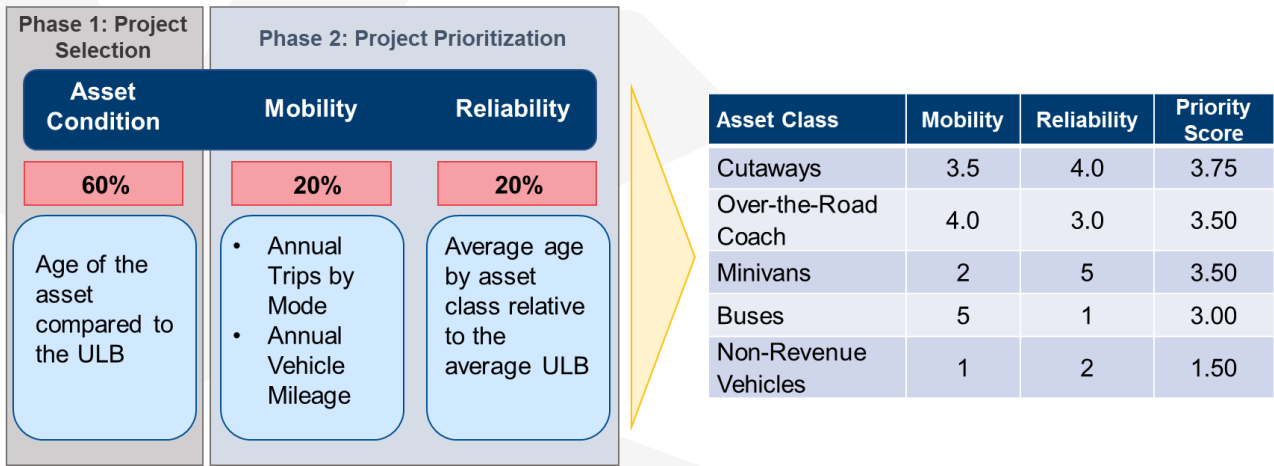 Phase 1: Project
Selection
Phase 2: Project Prioritization
Asset
Condition
Mobility
Reliability
60%
20%
20%
Age of the
asset
compared to
the ULB
• Annual
Trips by
Mode
• Annual
Vehicle
Mileage
Average age
by asset
class relative
to the
average ULB
Asset Class Mobility Reliability Priority
Score
Cutaways 3.5 4.0 3.75
Over-the-Road
Coach 4.0 3.0 3.50
Minivans 2 5 3.50
Buses 5 1 3.00
Non-Revenue
Vehicles 1 2 1.50